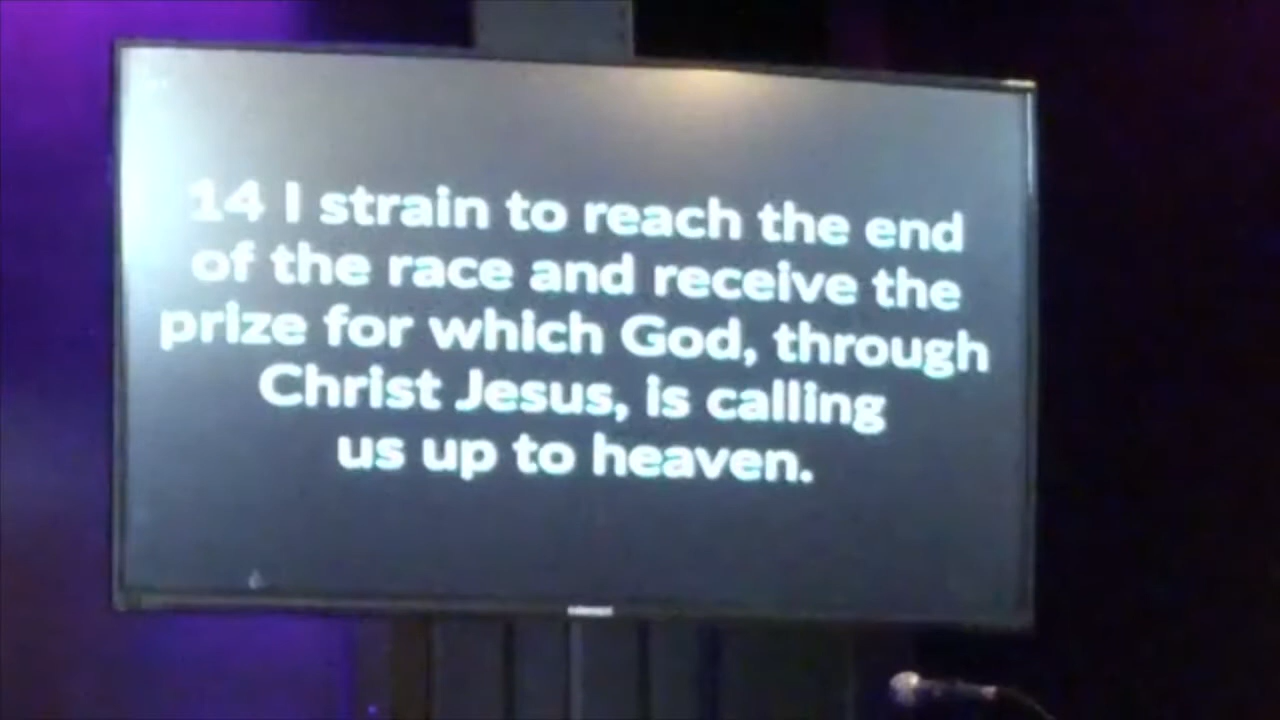 14 I strain to reach the end
of the race and receive the
prize for which God, through
Christ Jesus, is calling
us up to heaven.